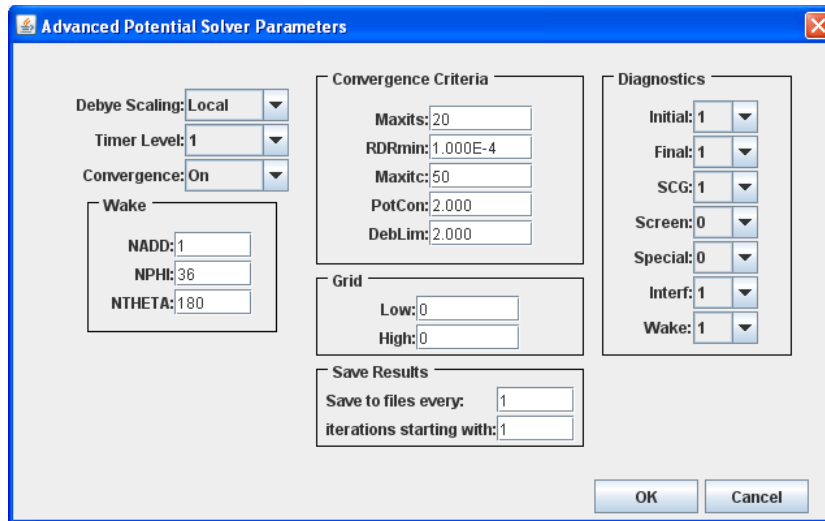 Advanced Potential Solver Parameters
Debye Scaling: Local
Timer Level: 1
Convergence: On
Wake
NADD: 1
NPHI: 36
NTHETA: 180
Convergence Criteria
Maxits: 20
RDRmin: 1.000E-4
Maxitc: 50
PotCon: 2.000
DebLim: 2.000
Grid
Low: 0
High: 0
Save Results
Save to files every: 1
iterations starting with: 1
Diagnostics
Initial: 1
Final: 1
SCG: 1
Screen: 0
Special: 0
Interf: 1
Wake: 1
OK
Cancel